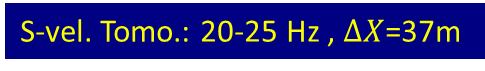 S-vel. Tomo.: 20-25 Hz , Δ𝑋=37m